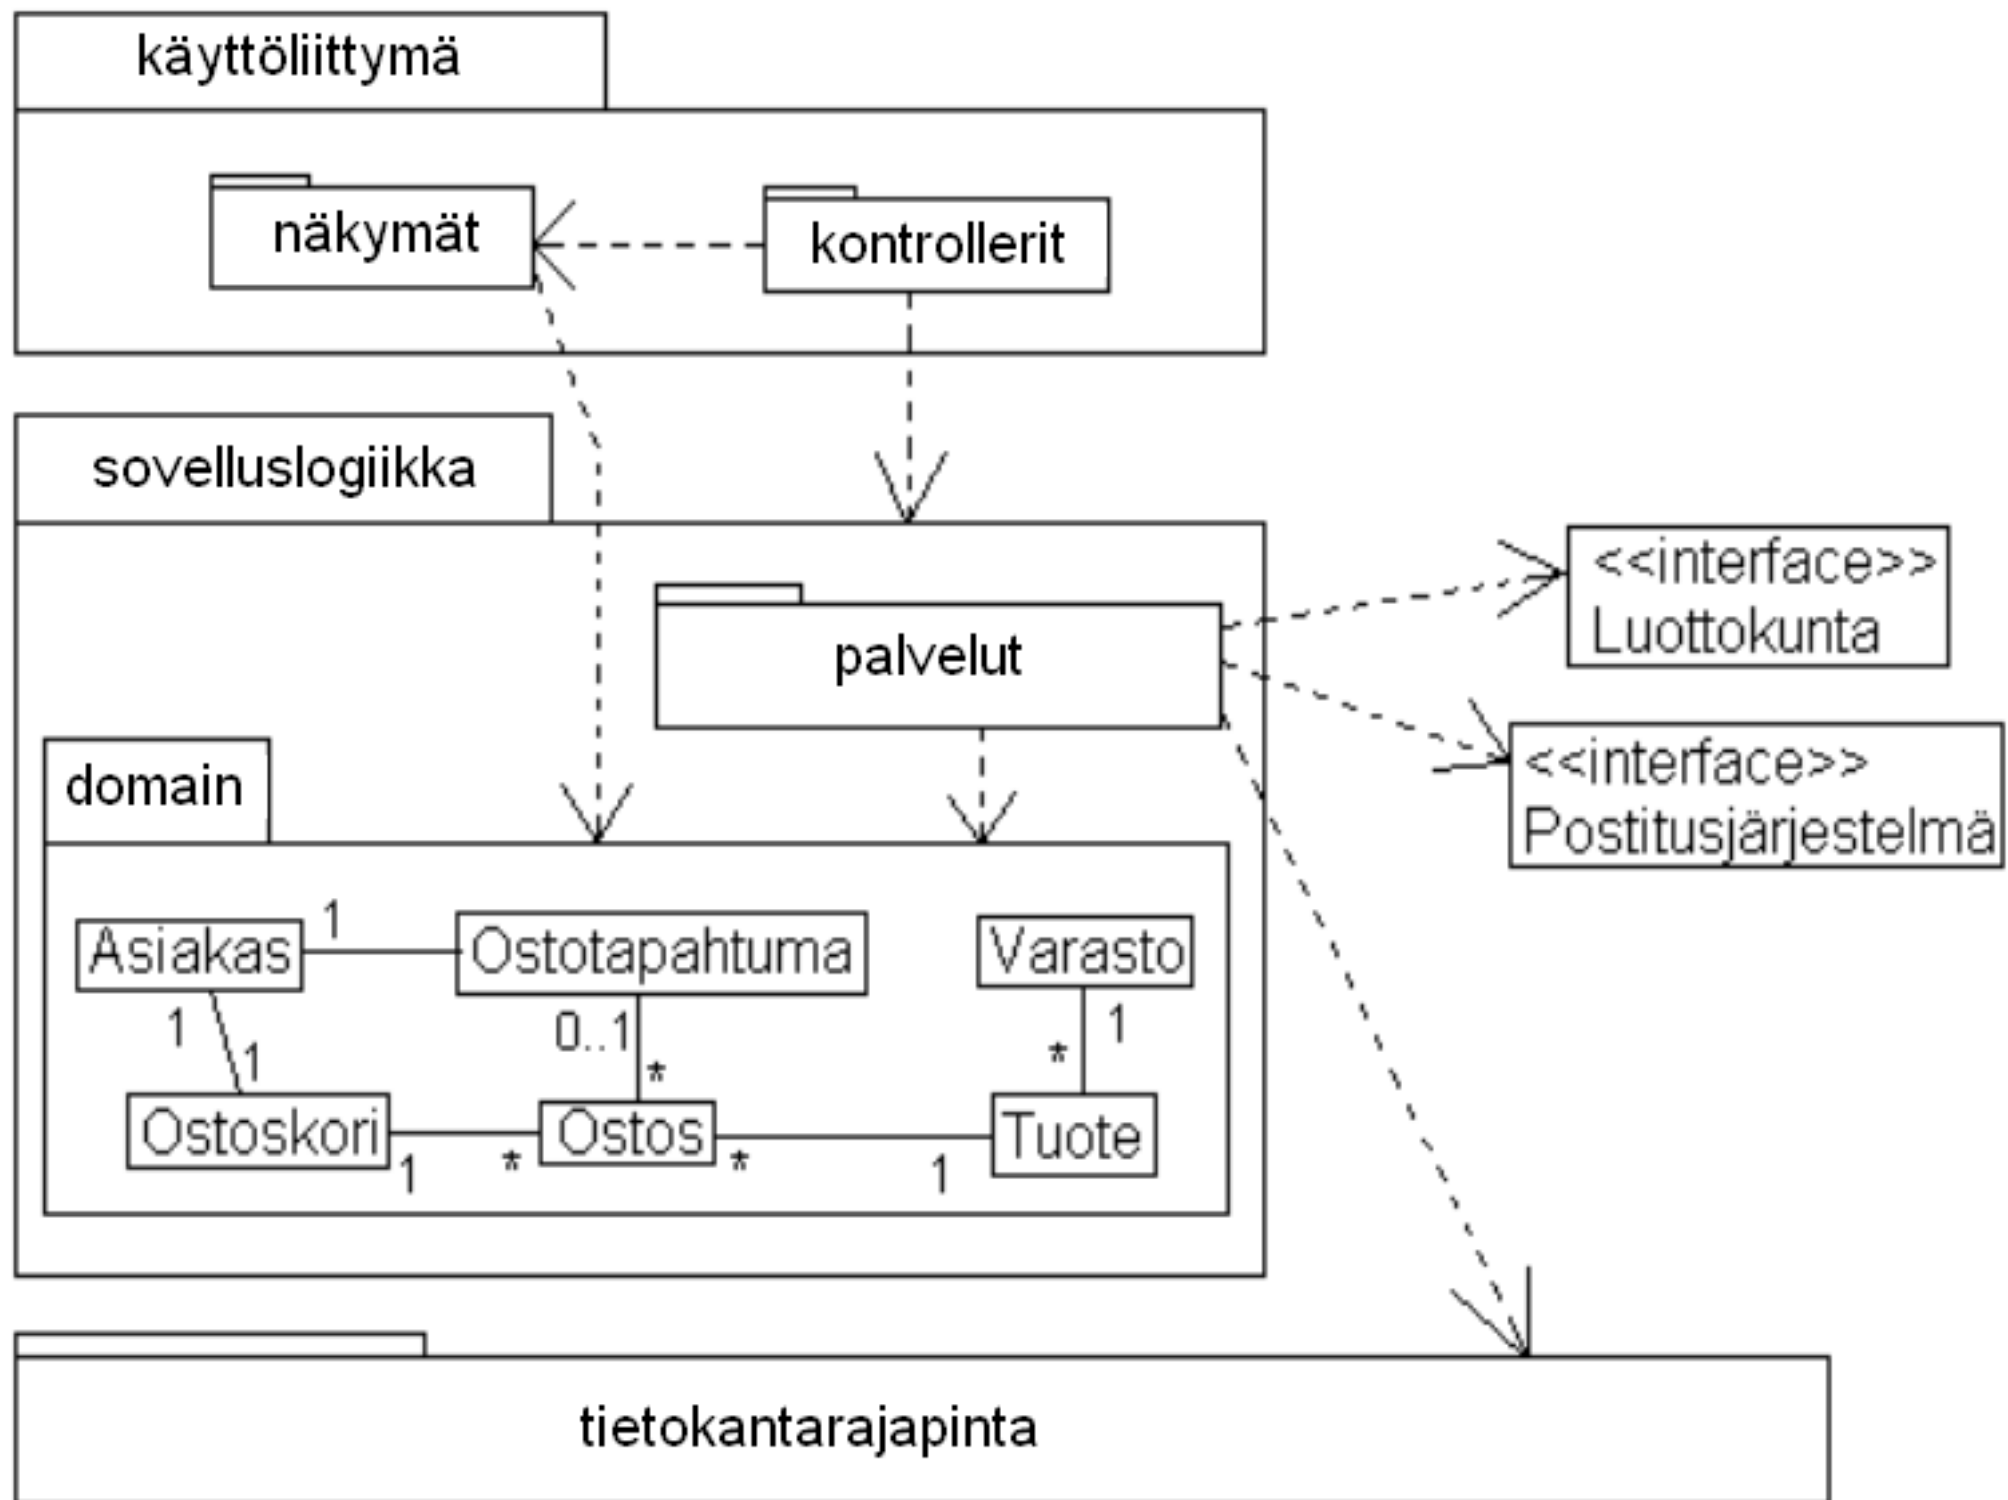 käyttöliittymä
näkymät
kontrollerit
sovelluslogiikka
<<interface>>
Luottokunta
palvelut
<<interface>>
Postitusjärjestelmä
domain
Asiakas
1
Ostotapahtuma
Varasto
1
1
0..1
*
1
*
Ostoskori
1
*
Ostos
*
1
Tuote
tietokantarajapinta